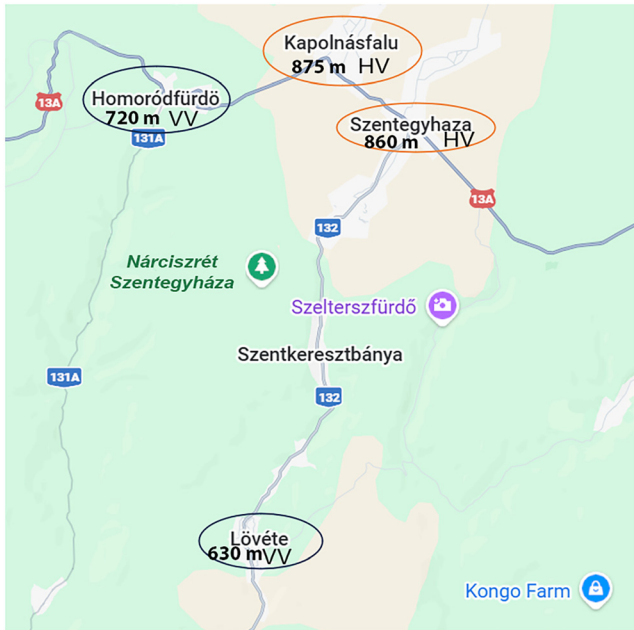 Kapolnásfalu
875 m HV
13A
Homoródfürdö
720 m VV
131A
Szentegyhaza
860 m HV
13A
132
Nárciszrét
Szentegyháza
Szelterszfürdő
Szentkeresztbánya
131A
132
Lövéte
630 m VV
Kongo Farm